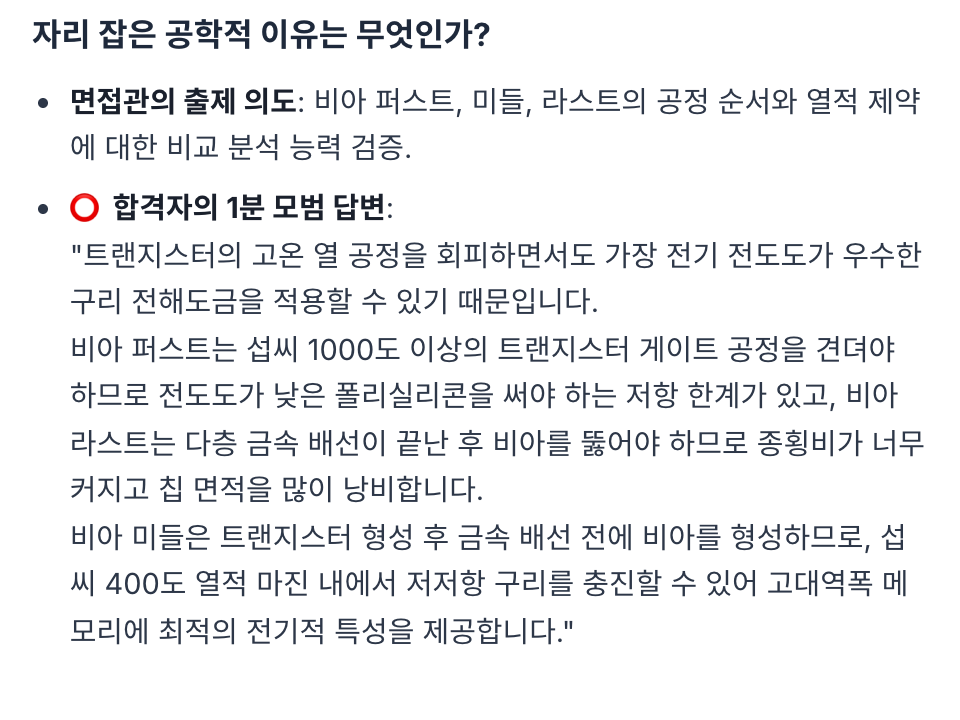 자리 잡은 공학적 이유는 무엇인가?
• 면접관의 출제 의도: 비아 퍼스트, 미들, 라스트의 공정 순서와 열적 제약
에 대한 비교 분석 능력 검증.
• ⭕ 합격자의 1분 모범 답변:
"트랜지스터의 고온 열 공정을 회피하면서도 가장 전기 전도도가 우수한
구리 전해도금을 적용할 수 있기 때문입니다.
비아 퍼스트는 섭씨 1000도 이상의 트랜지스터 게이트 공정을 견뎌야
하므로 전도도가 낮은 폴리실리콘을 써야 하는 저항 한계가 있고, 비아
라스트는 다층 금속 배선이 끝난 후 비아를 뚫어야 하므로 종횡비가 너무
커지고 칩 면적을 많이 낭비합니다.
비아 미들은 트랜지스터 형성 후 금속 배선 전에 비아를 형성하므로, 섭
씨 400도 열적 마진 내에서 저저항 구리를 충진할 수 있어 고대역폭 메
모리에 최적의 전기적 특성을 제공합니다."